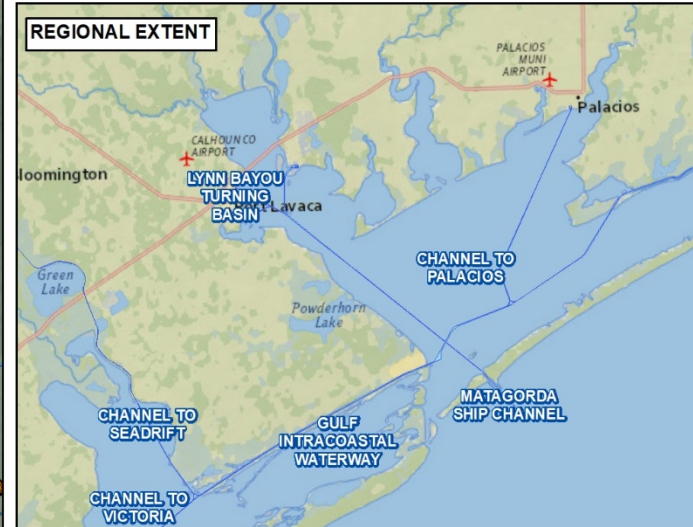 REGIONAL EXTENT
PALACIOS
MUNI
AIRPORT
Palacios
CALHOUN CO
AIRPORT
loomington
LYNN BAYOU
TURNING
BASIN
Lavaca
CHANNEL TO
PALACIOS
Green
Lake
Powderhorn
Lake
MATAGORDA
SHIP CHANNEL
CHANNEL TO
SEADRIFT
GULF
INTRACOASTAL
WATERWAY
CHANNEL TO
VICTORIA